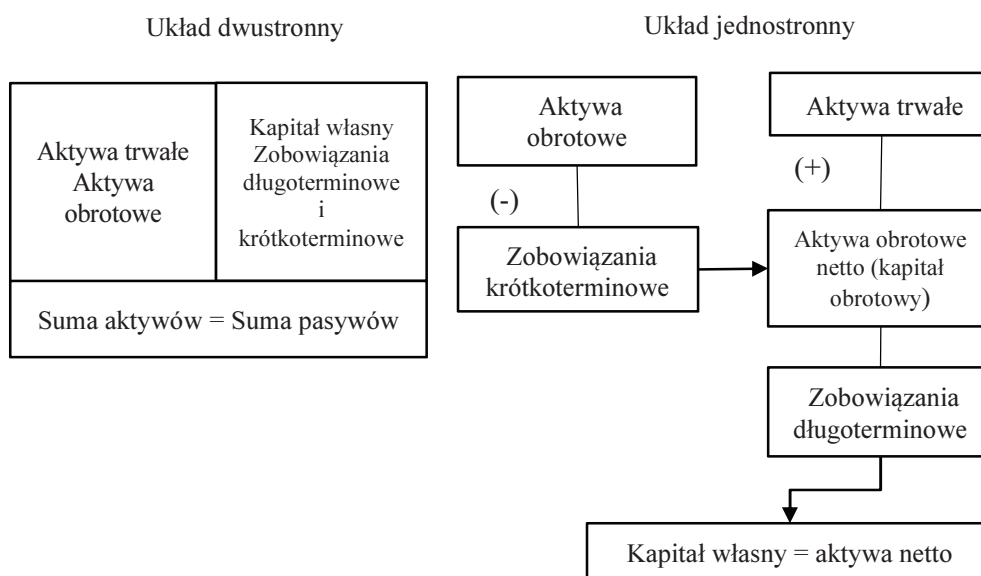 Układ dwustronny
Układ jednostronny
Aktywa trwałe
Aktywa
obrotowe
Kapitał własny
Zobowiązania
długoterminowe
i
krótkoterminowe
Suma aktywów = Suma pasywów
Aktywa
obrotowe
(-)
Zobowiązania
krótkoterminowe
Aktywa trwałe
(+)
Aktywa obrotowe
netto (kapitał
obrotowy)
Zobowiązania
długoterminowe
Kapitał własny = aktywa netto